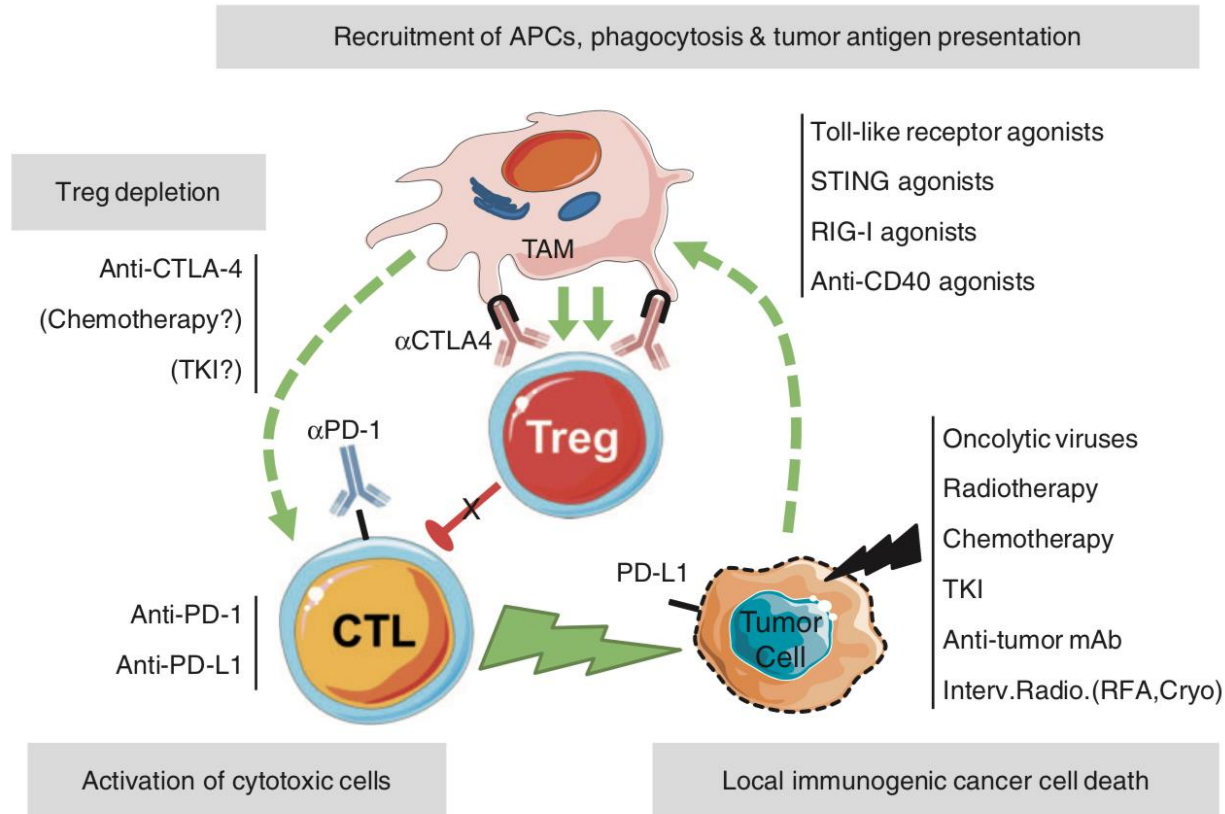 Recruitment of APCs, phagocytosis & tumor antigen presentation
Toll-like receptor agonists
STING agonists
RIG-I agonists
Anti-CD40 agonists
Treg depletion
Anti-CTLA-4
(Chemotherapy?)
(TKI?)
TAM
αCTLA4
Treg
αPD-1
X
CTL
Anti-PD-1
Anti-PD-L1
PD-L1
Tumor
Cell
Oncolytic viruses
Radiotherapy
Chemotherapy
TKI
Anti-tumor mAb
Interv.Radio.(RFA,Cryo)
Activation of cytotoxic cells
Local immunogenic cancer cell death